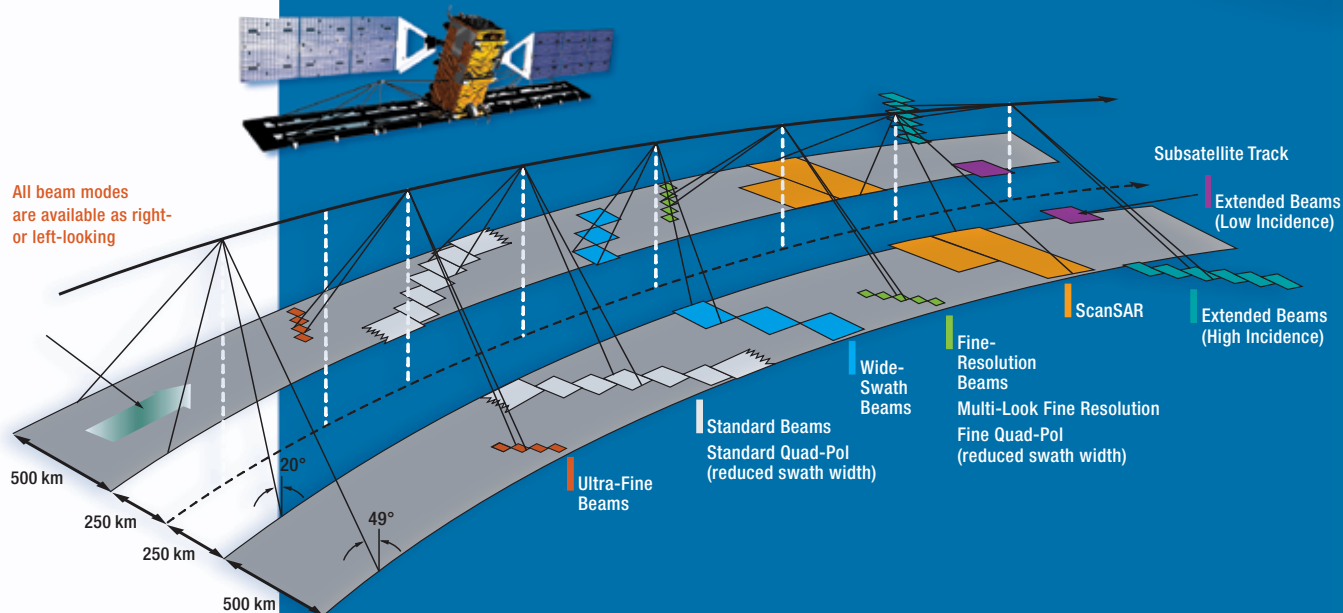 All beam modes
are available as right-
or left-looking
Subsatellite Track
Extended Beams
(Low Incidence)
Extended Beams
(High Incidence)
ScanSAR
Fine-
Resolution
Beams
Multi-Look Fine Resolution
Fine Quad-Pol
(reduced swath width)
Wide-
Swath
Beams
Standard Beams
Standard Quad-Pol
(reduced swath width)
Ultra-Fine
Beams
20°
49°
500 km
250 km
250 km
500 km